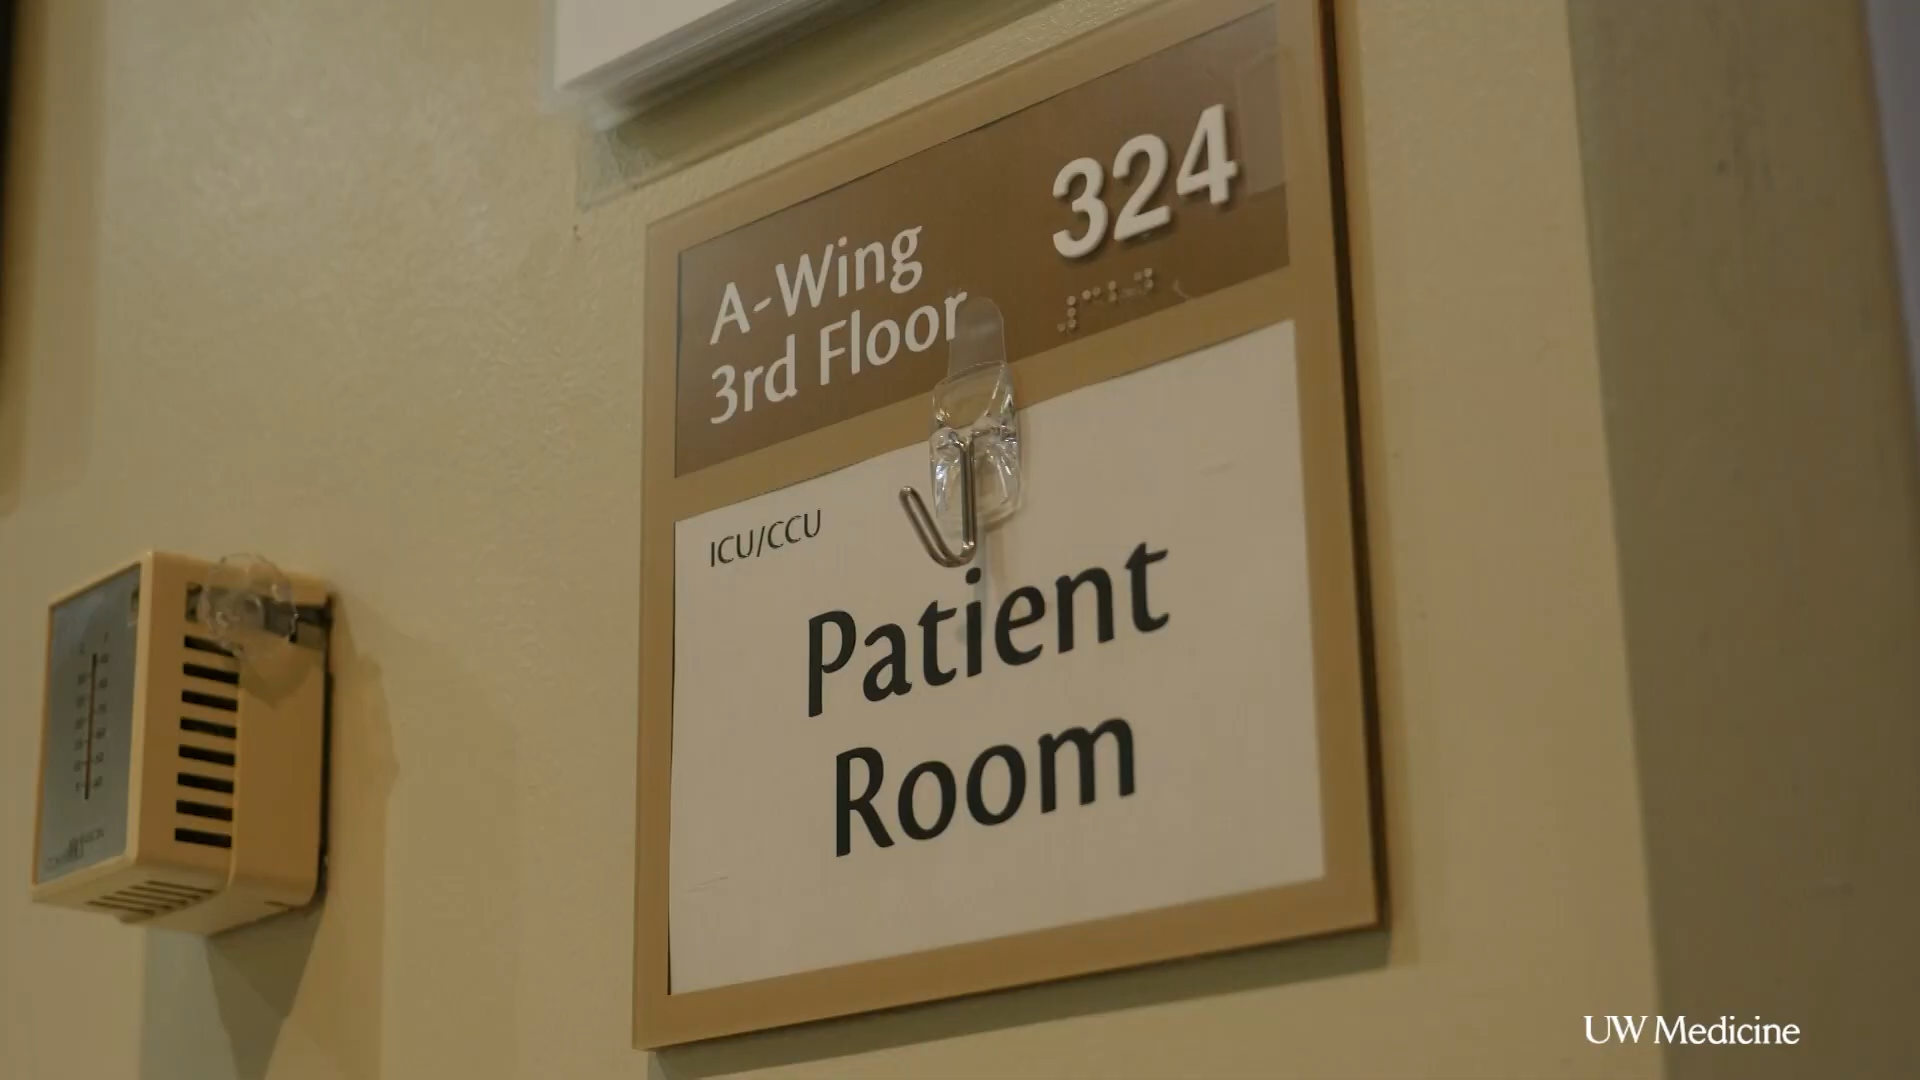 324
A-Wing
3rd Floor
ICU/CCU
Patient
Room
UW Medicine